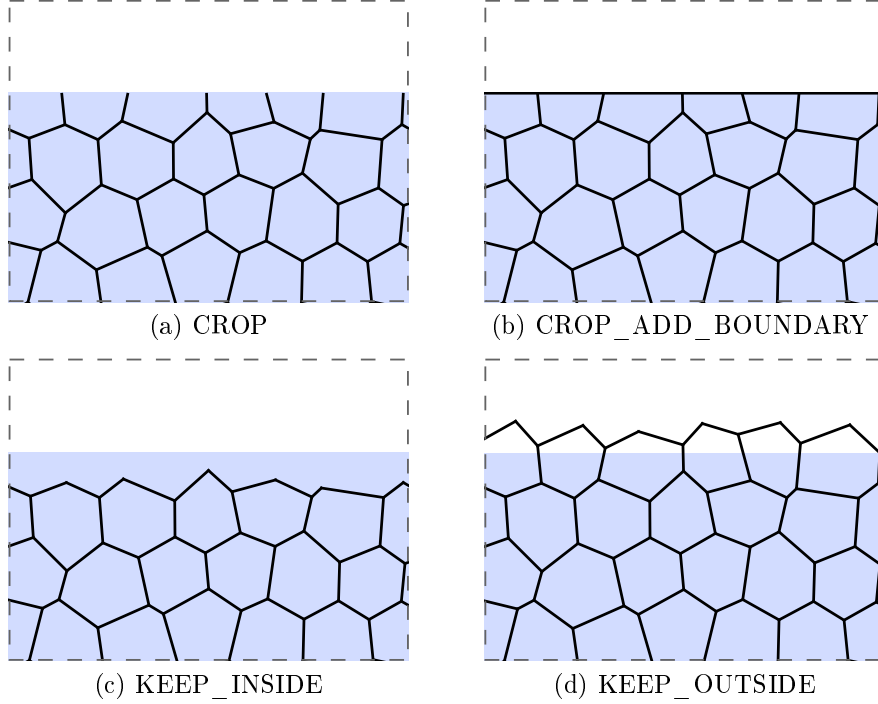 (a) CROP
(b) CROP_ADD_BOUNDARY
(c) KEEP_INSIDE
(d) KEEP_OUTSIDE